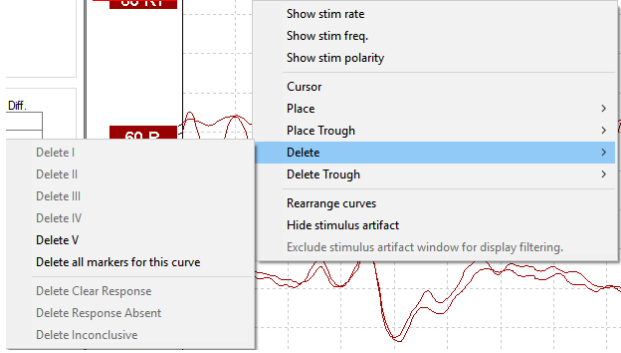 80 R1
Show stim rate
Show stim freq.
Show stim polarity
Cursor
Diff.
Place
Place Trough
60 R
Delete
Delete Trough
Rearrange curves
Hide stimulus artifact
Exclude stimulus artifact window for display filtering.
Delete I
Delete II
Delete III
Delete IV
Delete V
Delete all markers for this curve
Delete Clear Response
Delete Response Absent
Delete Inconclusive